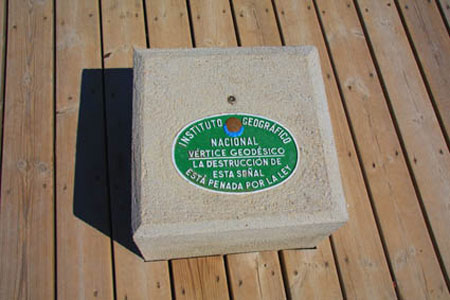 INSTITUTO GEOGRÁFICO
NACIONAL
VÉRTICE GEODÉSICO
LA DESTRUCCIÓN DE
ESTA SEÑAL
ESTÁ PENADA POR LA LEY